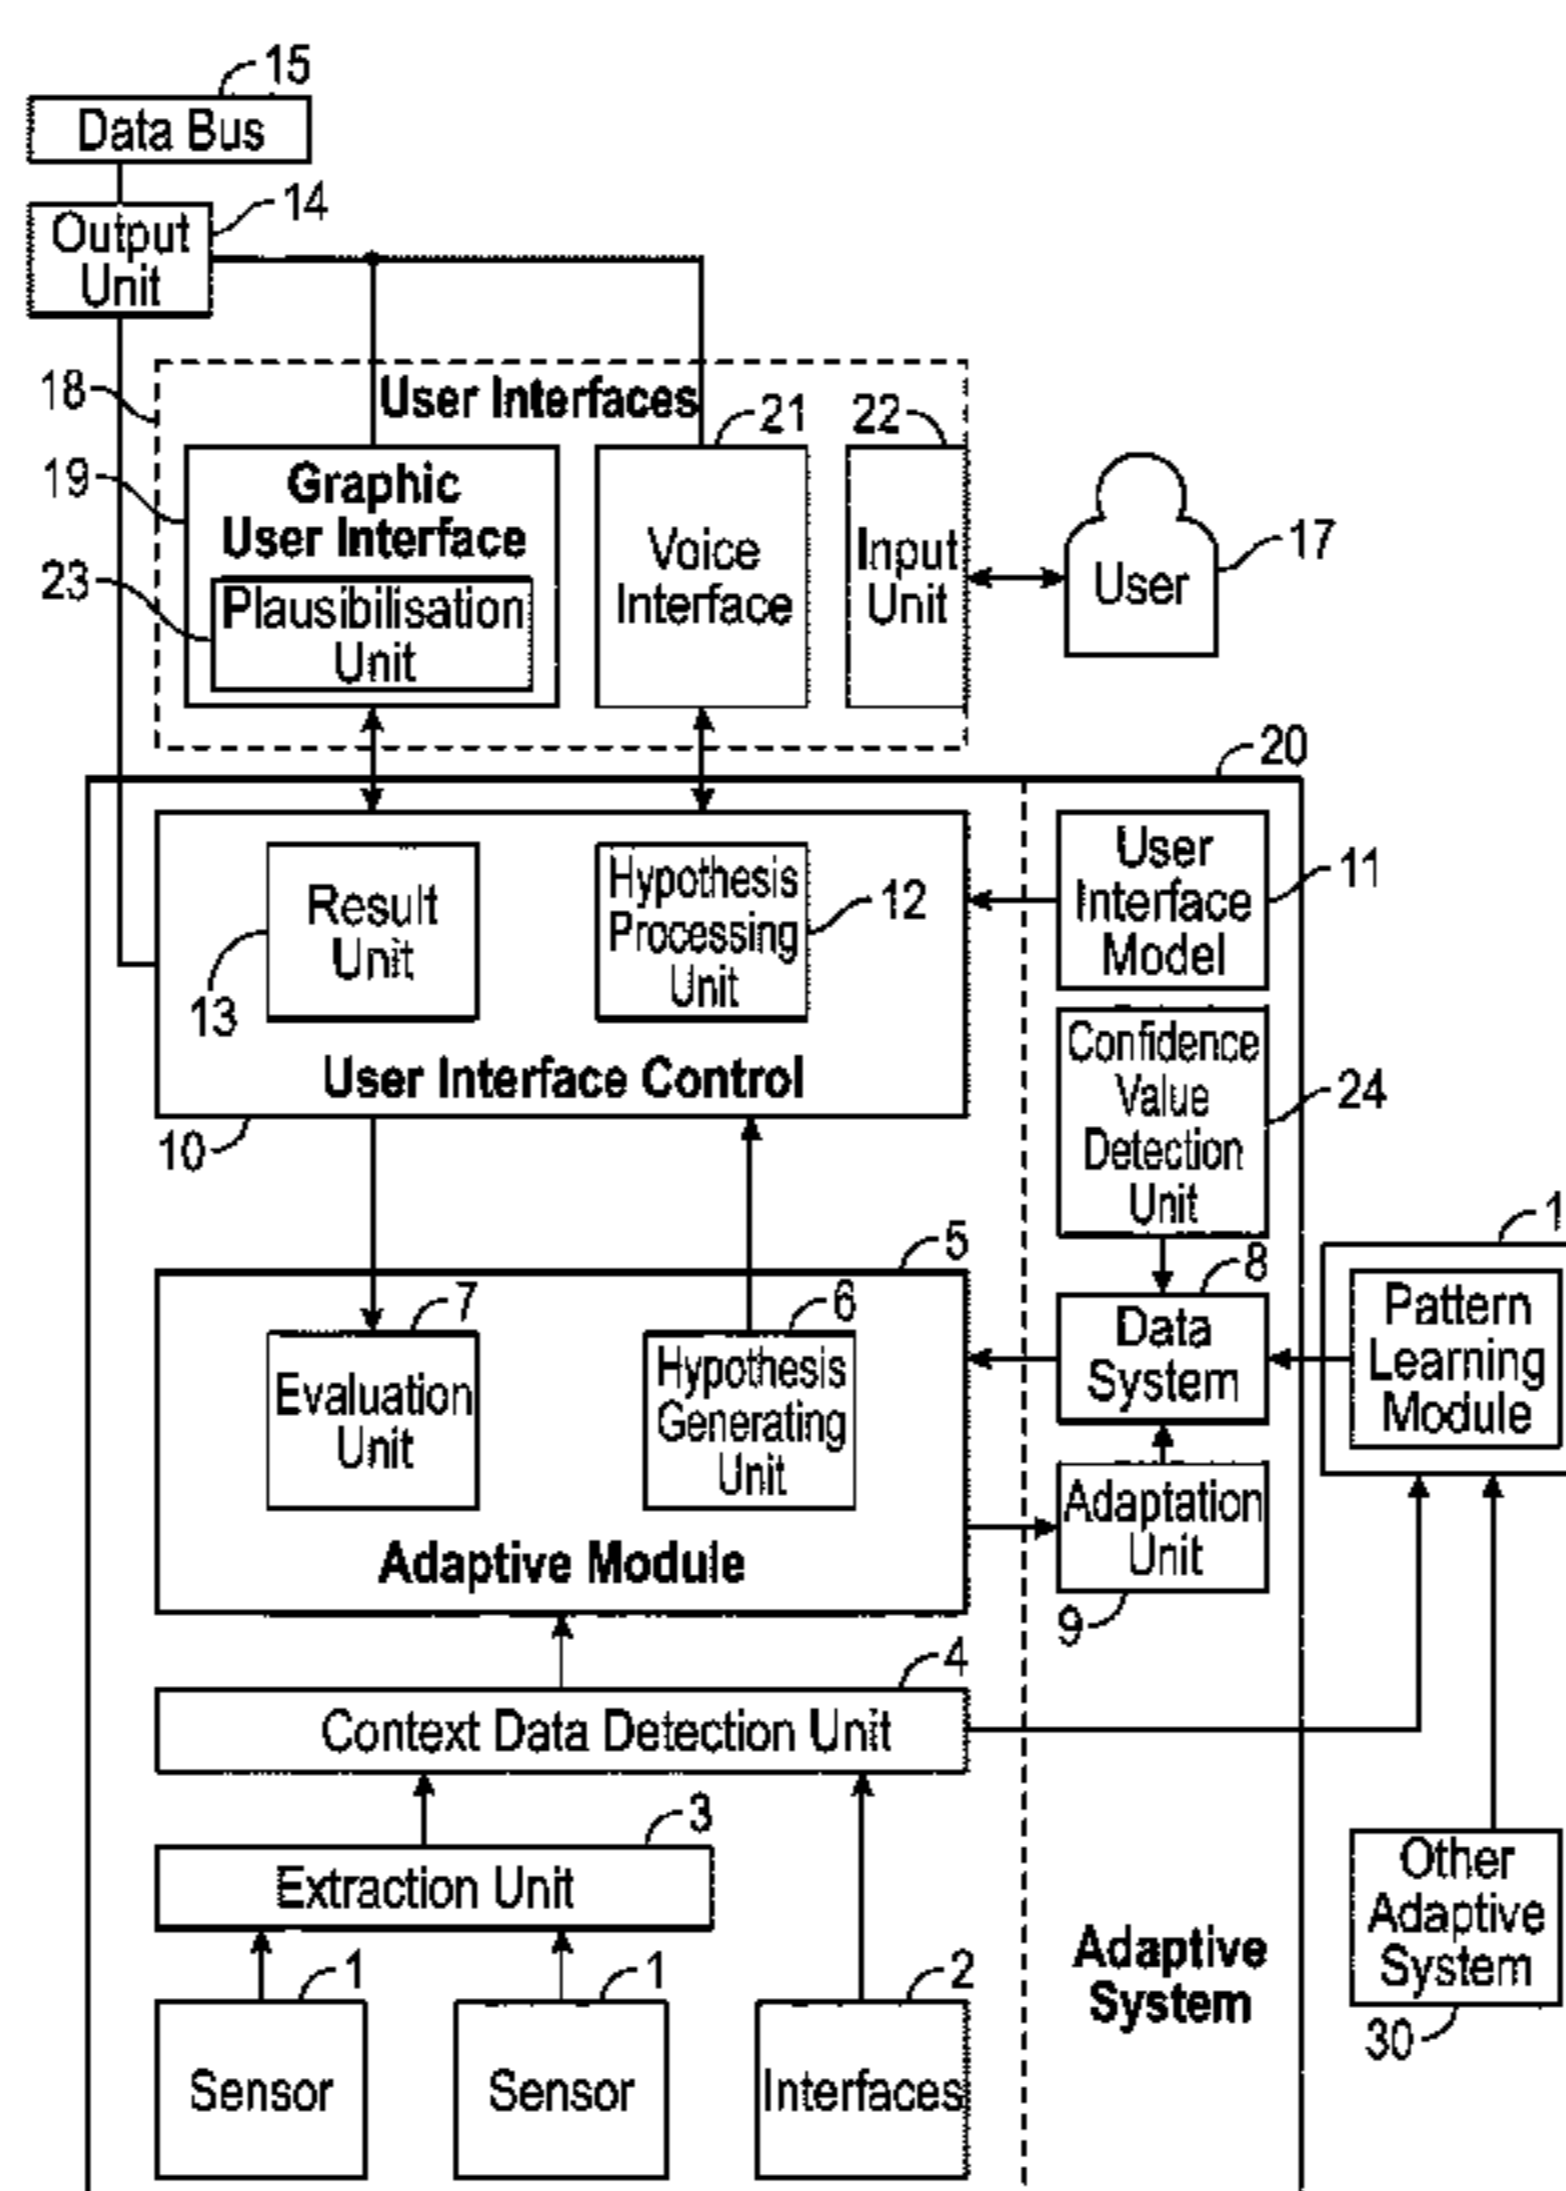 15
Data Bus
14
Output
Unit
18
User Interfaces
21
22
19
Graphic
User Interface
23
Plausibilisation
Unit
Voice
Interface
Input
Unit
User
17
20
Result
Unit
13
Hypothesis
Processing
Unit
12
User
Interface
Model
11
User Interface Control
10
Confidence
Value
Detection
Unit
24
5
7
Evaluation
Unit
6
Hypothesis
Generating
Unit
8
Data
System
Pattern
Learning
Module
Adaptive Module
Adaptation
Unit
9
4
Context Data Detection Unit
3
Extraction Unit
1
Sensor
1
Sensor
2
Interfaces
Adaptive
System
Other
Adaptive
System
30